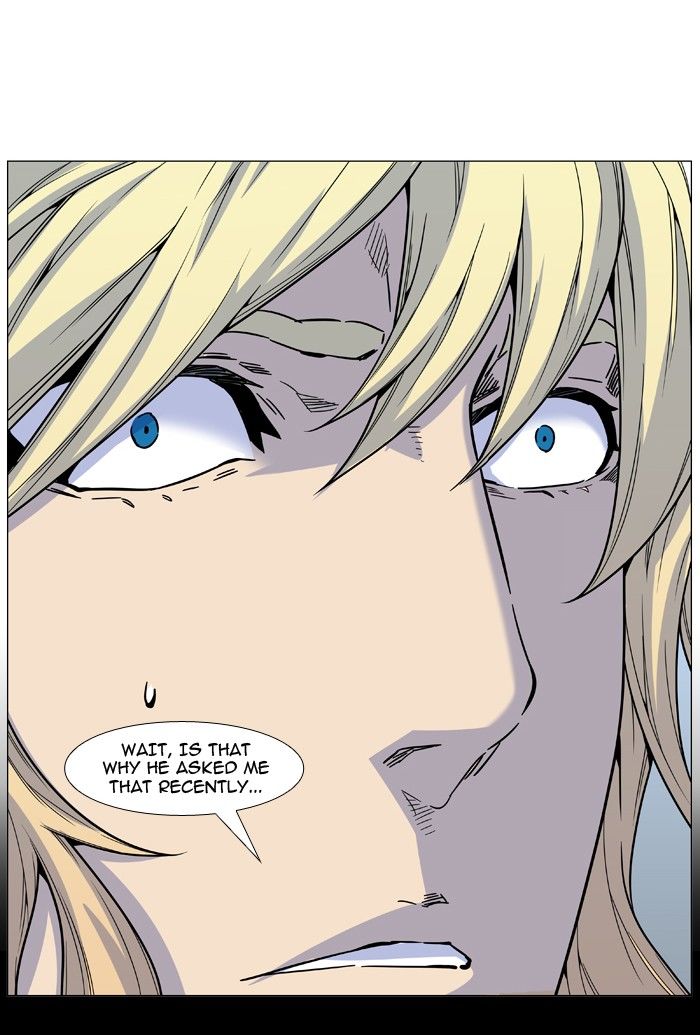 WAIT, IS THAT
WHY HE ASKED ME
THAT RECENTLY...